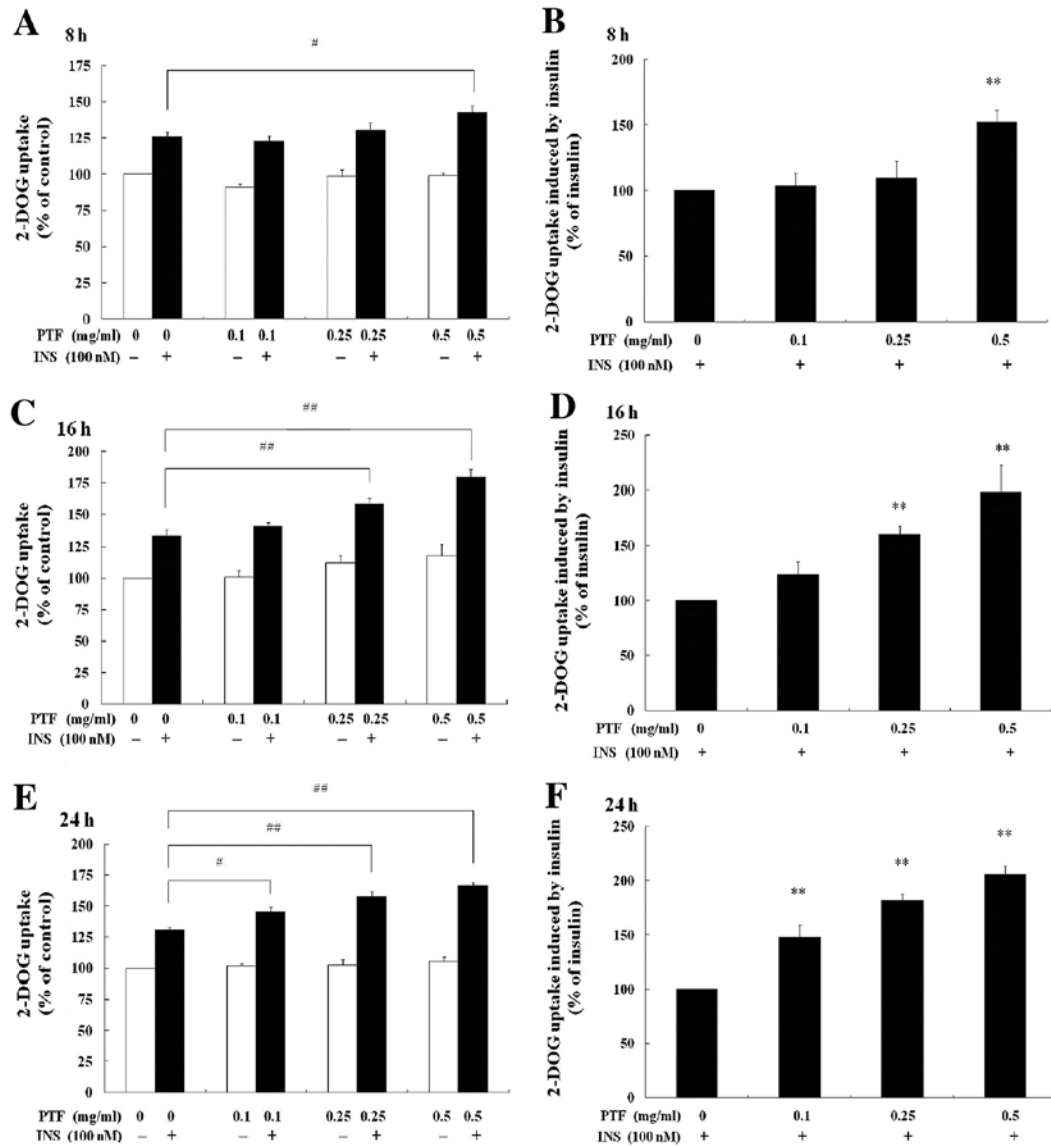 A
8 h
#
2-DOG uptake
(% of control)
175
150
125
100
75
50
25
0
PTF (mg/ml) 0 0 0.1 0.1 0.25 0.25 0.5 0.5
INS (100 nM) – + – + – + – +
B
8 h
2-DOG uptake induced by insulin
(% of insulin)
200
150
100
50
0
**
PTF (mg/ml) 0 0.1 0.25 0.5
INS (100 nM) + + + +
C
16 h
##
##
2-DOG uptake
(% of control)
200
175
150
125
100
75
50
25
0
PTF (mg/ml) 0 0 0.1 0.1 0.25 0.25 0.5 0.5
INS (100 nM) – + – + – + – +
D
16 h
2-DOG uptake induced by insulin
(% of insulin)
250
200
150
100
50
0
**
**
PTF (mg/ml) 0 0.1 0.25 0.5
INS (100 nM) + + + +
E
24 h
##
##
#
2-DOG uptake
(% of control)
200
175
150
125
100
75
50
25
0
PTF (mg/ml) 0 0 0.1 0.1 0.25 0.25 0.5 0.5
INS (100 nM) – + – + – + – +
F
24 h
2-DOG uptake induced by insulin
(% of insulin)
250
200
150
100
50
0
**
**
**
PTF (mg/ml) 0 0.1 0.25 0.5
INS (100 nM) + + + +